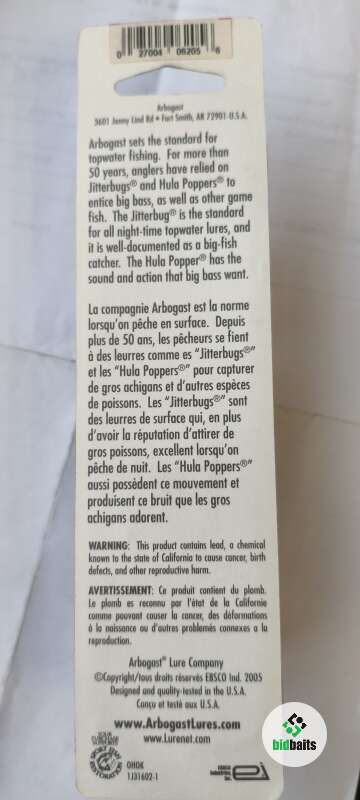 0 27004 06205 6
Arbogast
3601 Jenny Lind Rd • Fort Smith, AR 72901-U.S.A.
Arbogast sets the standard for
topwater fishing. For more than
50 years, anglers have relied on
Jitterbugs® and Hula Poppers® to
entice big bass, as well as other game
fish. The Jitterbug® is the standard
for all night-time topwater lures, and
it is well-documented as a big-fish
catcher. The Hula Popper® has the
sound and action that big bass want.
La compagnie Arbogast est la norme
lorsqu'on pêche en surface. Depuis
plus de 50 ans, les pêcheurs se fient
à des leurres comme es "Jitterbugs®"
et les "Hula Poppers®" pour capturer
de gros achigans et d'autres espèces
de poissons. Les "Jitterbugs®" sont
des leurres de surface qui, en plus
d'avoir la réputation d'attirer de
gros poissons, excellent lorsqu'on
pêche de nuit. Les "Hula Poppers®"
aussi possèdent ce mouvement et
produisent ce bruit que les gros
achigans adorent.
WARNING: This product contains lead, a chemical
known to the state of California to cause cancer, birth
defects, and other reproductive harm.
AVERTISSEMENT: Ce produit contient du plomb.
Le plomb es reconnu par l'état de la Californie
comme pouvant causer la cancer, des déformations
à la naissance ou d'autres problemés connexes a la
reproduction.
Arbogast® Lure Company
©Copyright/tous droits réservés EBSCO Ind. 2005
Designed and quality-tested in the U.S.A.
Conçu et testé aux U.S.A.
www.ArbogastLures.com
www.Lurenet.com
SPORT FISH
RESTORATION
OHDK
1J31602-1
bidbaits